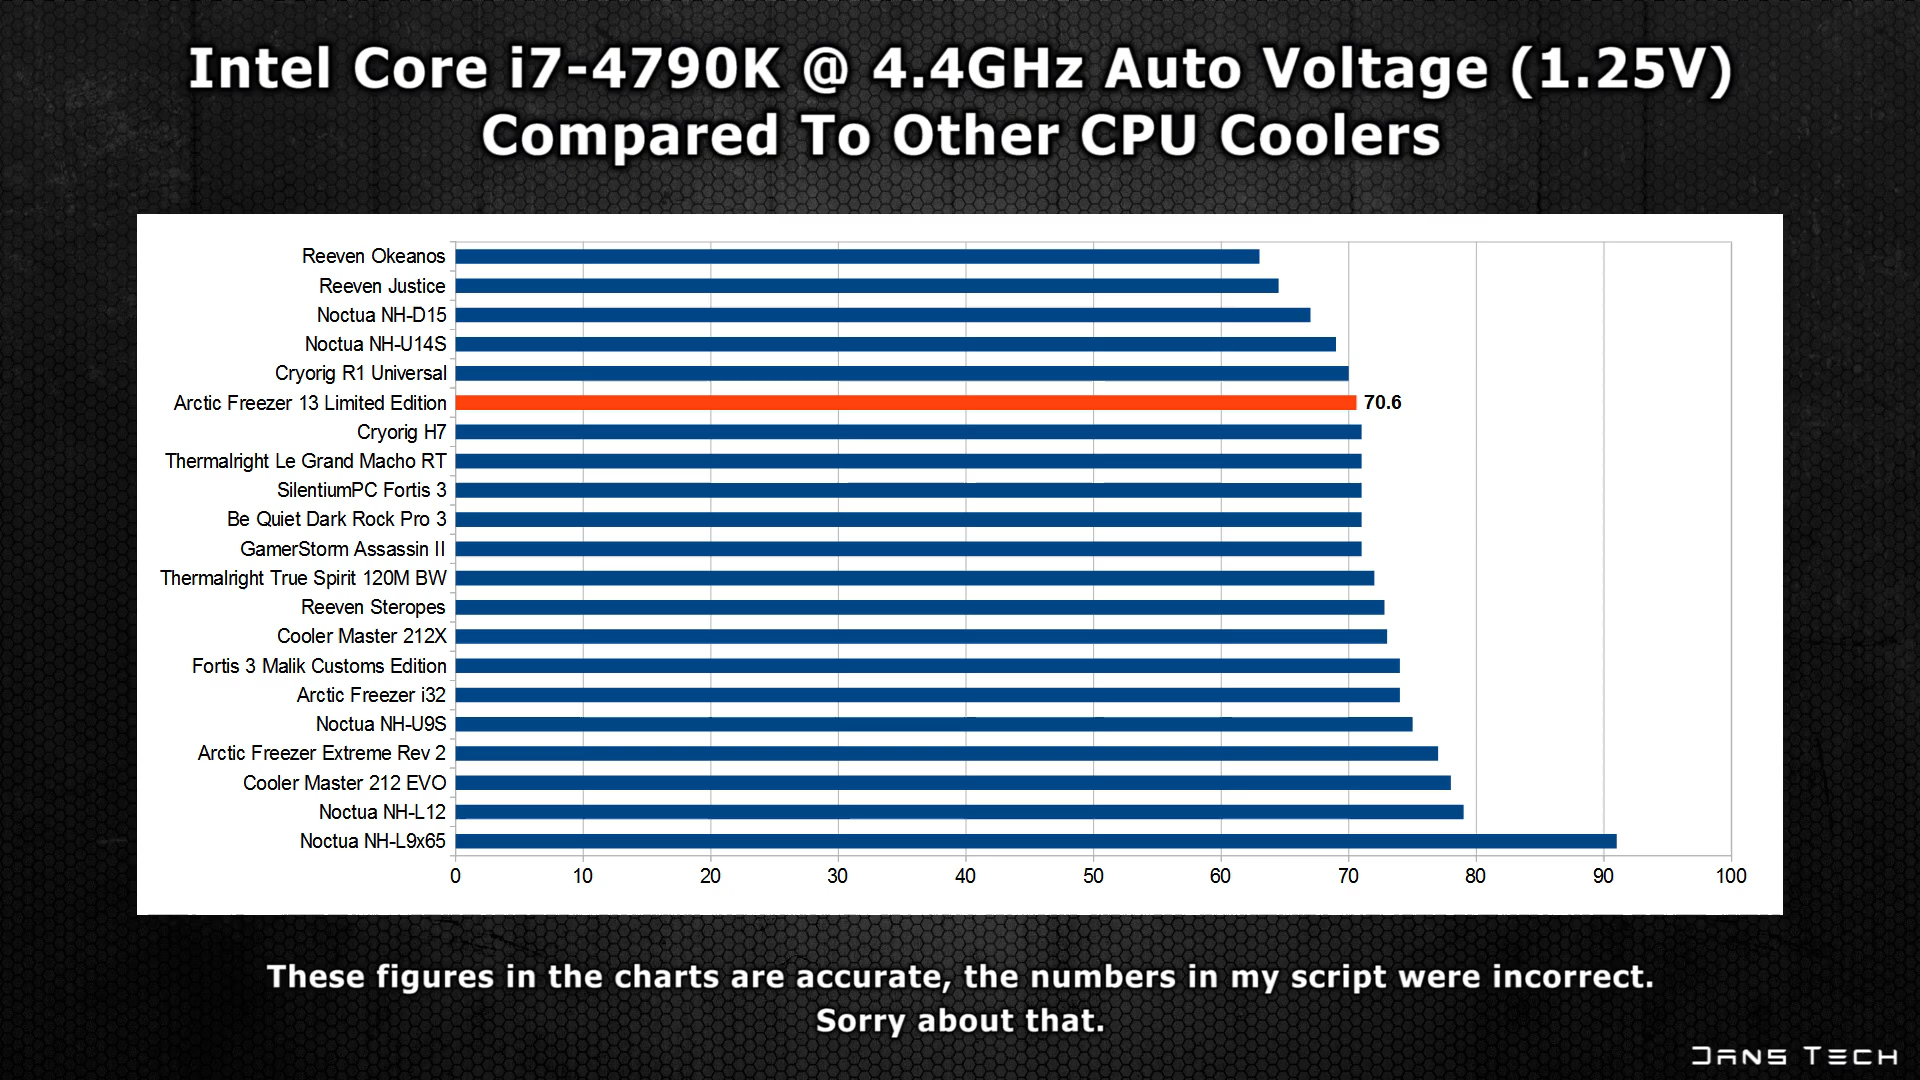 Intel Core i7-4790K @ 4.4GHz Auto Voltage (1.25V)
Compared To Other CPU Coolers
Reeven Okeanos
Reeven Justice
Noctua NH-D15
Noctua NH-U14S
Cryorig R1 Universal
Arctic Freezer 13 Limited Edition 70.6
Cryorig H7
Thermalright Le Grand Macho RT
SilentiumPC Fortis 3
Be Quiet Dark Rock Pro 3
GamerStorm Assassin II
Thermalright True Spirit 120M BW
Reeven Steropes
Cooler Master 212X
Fortis 3 Malik Customs Edition
Arctic Freezer i32
Noctua NH-U9S
Arctic Freezer Extreme Rev 2
Cooler Master 212 EVO
Noctua NH-L12
Noctua NH-L9x65
0 10 20 30 40 50 60 70 80 90 100
These figures in the charts are accurate, the numbers in my script were incorrect.
Sorry about that.
DANS TECH